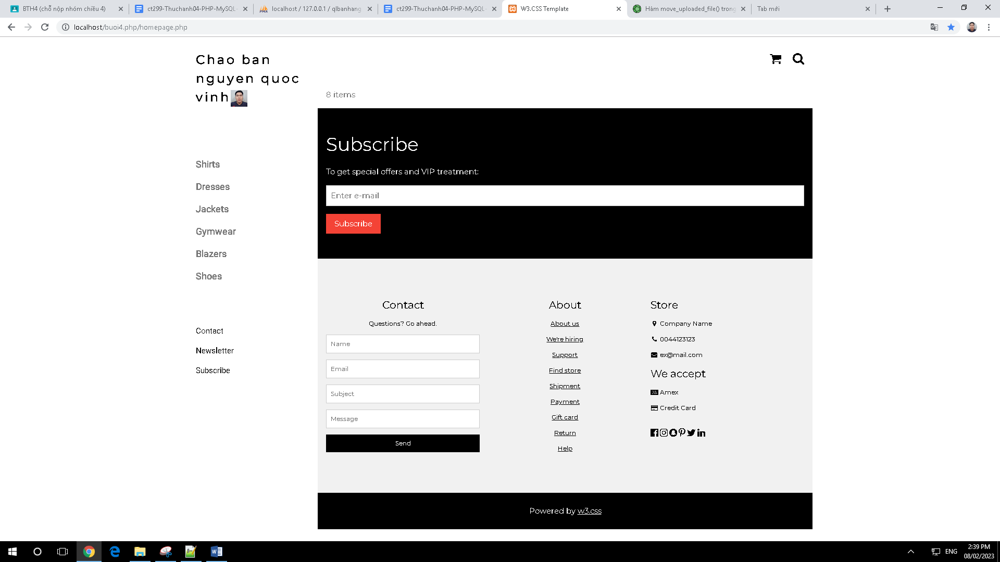 BTH4 (chỗ nộp nhóm chiều 4)
ct299-Thuchanh04-PHP-MySQL-
localhost / 127.0.0.1 / qlbanhang
ct299-Thuchanh04-PHP-MySQL-
W3.CSS Template
Hàm move_uploaded_file() trong
Tab mới
localhost/buoi4.php/homepage.php
Chao ban
nguyen quoc
vinh
8 items
Shirts
Dresses
Jackets
Gymwear
Blazers
Shoes
Contact
Newsletter
Subscribe
Subscribe
To get special offers and VIP treatment:
Enter e-mail
Subscribe
Contact
Questions? Go ahead.
Name
Email
Subject
Message
Send
About
About us
We're hiring
Support
Find store
Shipment
Payment
Gift card
Return
Help
Store
Company Name
0044123123
ex@mail.com
We accept
Amex
Credit Card
Powered by w3.css
ENG
2:39 PM
08/02/2023